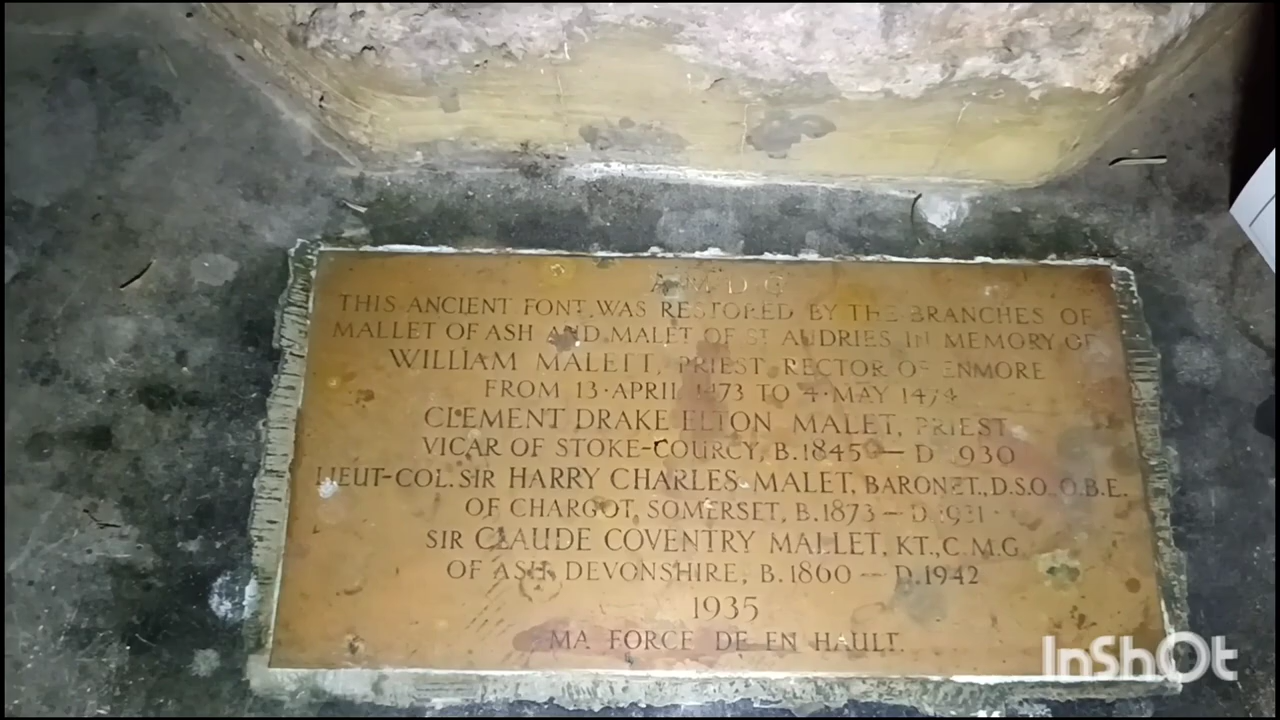 A M D G
THIS ANCIENT FONT WAS RESTORED BY THE BRANCHES OF
MALLET OF ASH AND MALET OF ST AUDRIES IN MEMORY OF
WILLIAM MALETT, PRIEST, RECTOR OF ENMORE
FROM 13·APRIL 1473 TO 4·MAY 1474
CLEMENT DRAKE ELTON MALET, PRIEST
VICAR OF STOKE-COURCY, B.1845 — D.1930
LIEUT-COL. SIR HARRY CHARLES MALET, BARONET., D.S.O. O.B.E.
OF CHARGOT, SOMERSET, B.1873 — D.1931
SIR CLAUDE COVENTRY MALLET, KT., C.M.G
OF ASH, DEVONSHIRE, B.1860 — D.1942
1935
MA FORCE DE EN HAULT.
InShOt